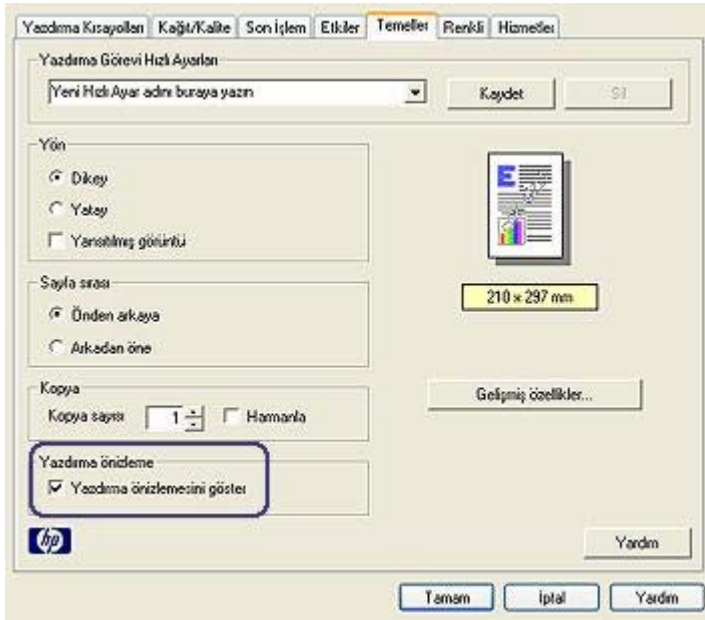 Yazdırma Kısayolları Kağıt/Kalite Son İşlem Etkiler Temeller Renkli Hizmetler
Yazdırma Görevi Hızlı Ayarları
Yeni Hızlı Ayar adını buraya yazın Kaydet Sil
Yön
Dikey
Yatay
Yansıtılmış görüntü
210 × 297 mm
Sayfa sırası
Önden arkaya
Arkadan öne
Kopya
Kopya sayısı 1 Harmanla
Gelişmiş özellikler...
Yazdırma önizleme
Yazdırma önizlemesini göster
hp
Yardım
Tamam İptal Yardım